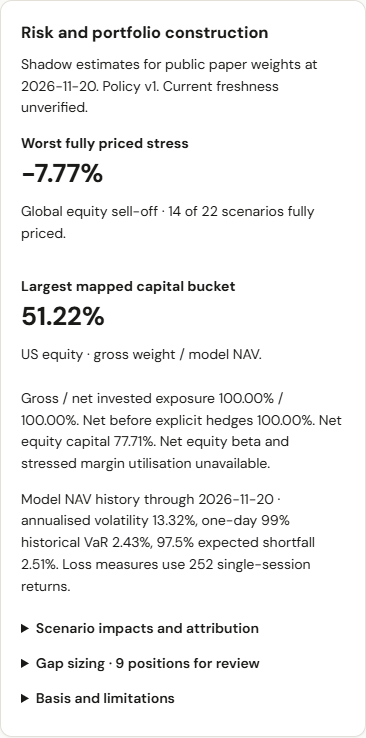 Risk and portfolio construction
Shadow estimates for public paper weights at
2026-11-20. Policy v1. Current freshness
unverified.
Worst fully priced stress
-7.77%
Global equity sell-off · 14 of 22 scenarios fully
priced.
Largest mapped capital bucket
51.22%
US equity · gross weight / model NAV.
Gross / net invested exposure 100.00% /
100.00%. Net before explicit hedges 100.00%. Net
equity capital 77.71%. Net equity beta and
stressed margin utilisation unavailable.
Model NAV history through 2026-11-20 ·
annualised volatility 13.32%, one-day 99%
historical VaR 2.43%, 97.5% expected shortfall
2.51%. Loss measures use 252 single-session
returns.
▶ Scenario impacts and attribution
▶ Gap sizing · 9 positions for review
▶ Basis and limitations